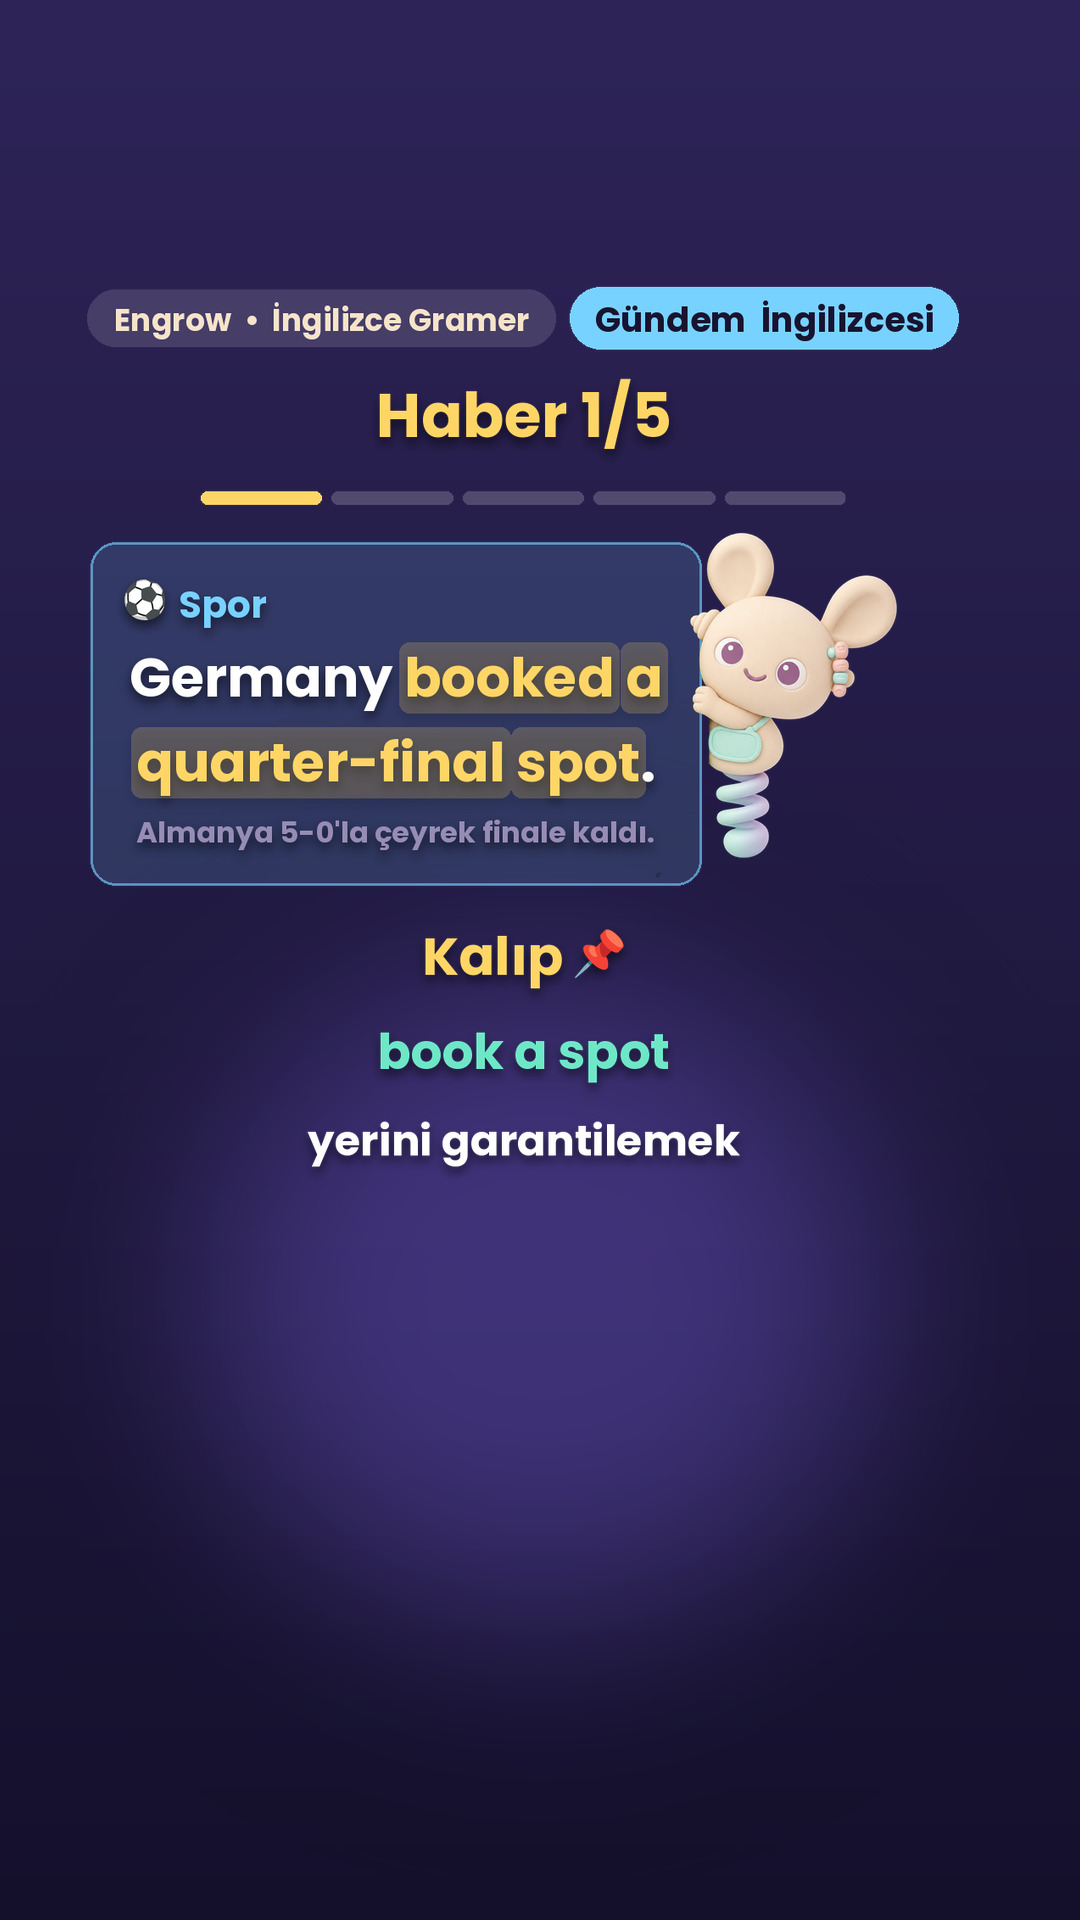 Engrow • İngilizce Gramer
Gündem İngilizcesi
Haber 1/5
Spor
Germany booked a
quarter-final spot.
Almanya 5-0'la çeyrek finale kaldı.
Kalıp
book a spot
yerini garantilemek